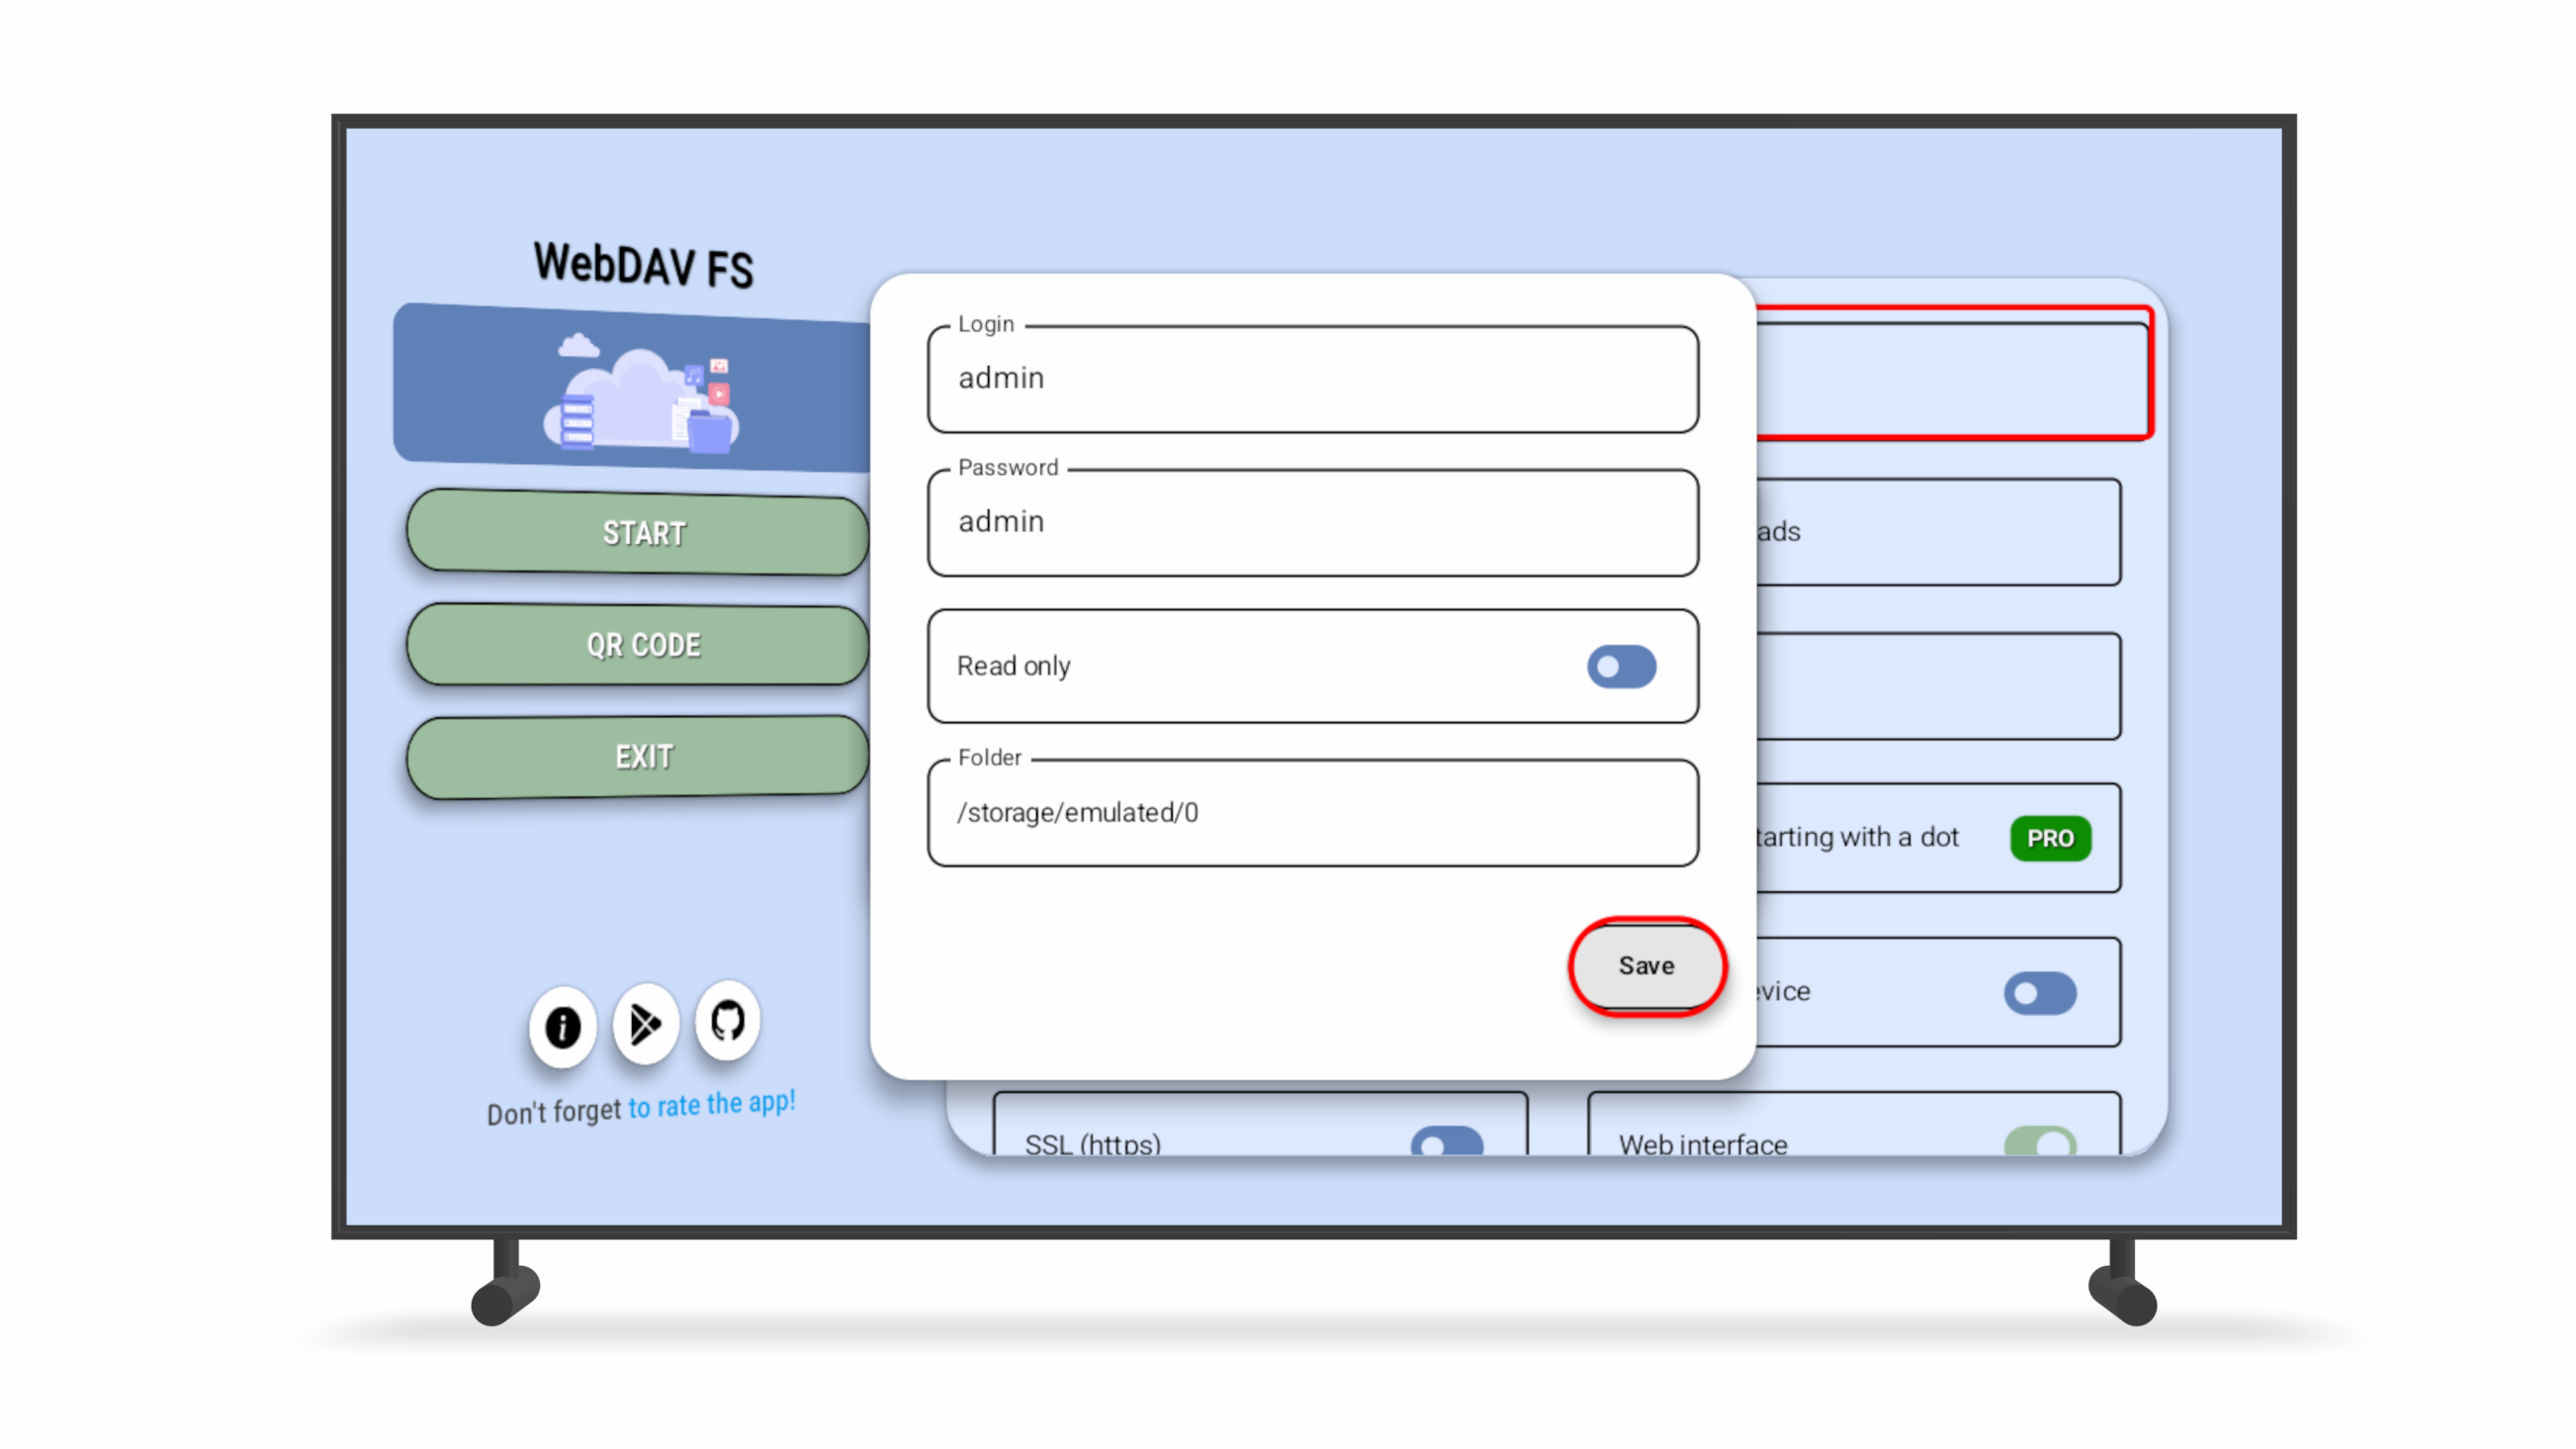 WebDAV FS
START
QR CODE
EXIT
Don't forget to rate the app!
Login
admin
Password
admin
Read only
Folder
/storage/emulated/0
Save
ads
tarting with a dot
PRO
evice
SSL (https)
Web interface